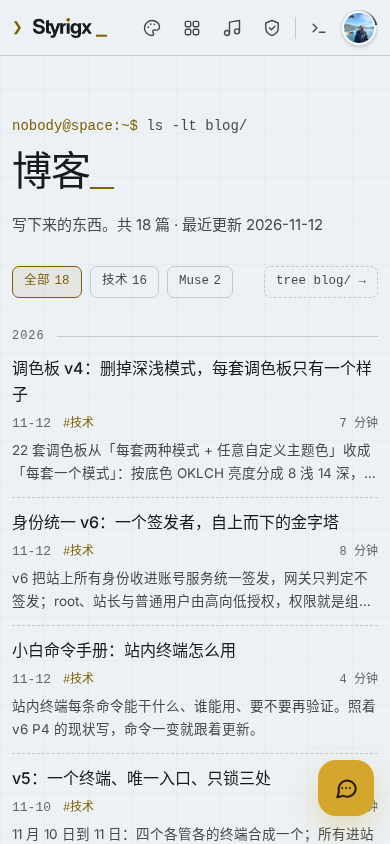 ❯ Styrigx _
nobody@space:~$ ls -lt blog/
博客_
写下来的东西。共 18 篇 · 最近更新 2026-11-12
全部 18 技术 16 Muse 2 tree blog/ →
2026
调色板 v4：删掉深浅模式，每套调色板只有一个样
子
11-12 #技术 7 分钟
22 套调色板从「每套两种模式 + 任意自定义主题色」收成
「每套一个模式」：按底色 OKLCH 亮度分成 8 浅 14 深，…
身份统一 v6：一个签发者，自上而下的金字塔
11-12 #技术 8 分钟
v6 把站上所有身份收进账号服务统一签发，网关只判定不
签发；root、站长与普通用户由高向低授权，权限就是组…
小白命令手册：站内终端怎么用
11-12 #技术 4 分钟
站内终端每条命令能干什么、谁能用、要不要再验证。照着
v6 P4 的现状写，命令一变就跟着更新。
v5：一个终端、唯一入口、只锁三处
11-10 #技术
11 月 10 日到 11 日：四个各管各的终端合成一个；所有进站